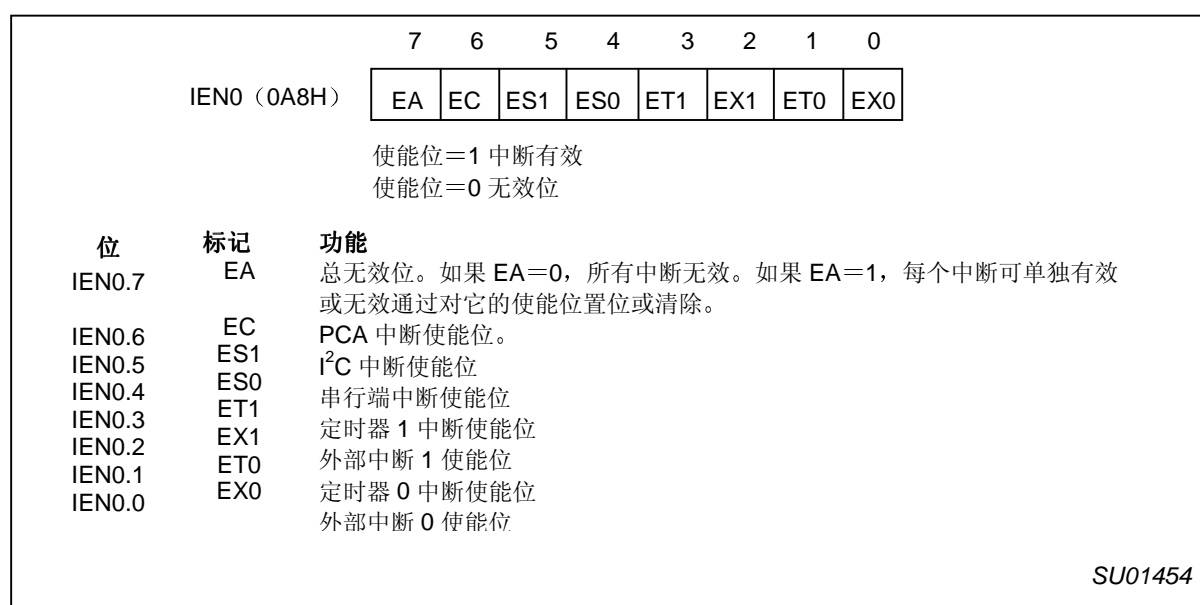 7 6 5 4 3 2 1 0
IEN0（0A8H） EA EC ES1 ES0 ET1 EX1 ET0 EX0
使能位＝1 中断有效
使能位＝0 无效位
位 标记 功能
IEN0.7 EA 总无效位。如果 EA＝0，所有中断无效。如果 EA＝1，每个中断可单独有效
或无效通过对它的使能位置位或清除。
IEN0.6 EC PCA 中断使能位。
IEN0.5 ES1 I²C 中断使能位
IEN0.4 ES0 串行端中断使能位
IEN0.3 ET1 定时器 1 中断使能位
IEN0.2 EX1 外部中断 1 使能位
IEN0.1 ET0 定时器 0 中断使能位
IEN0.0 EX0 外部中断 0 使能位
SU01454